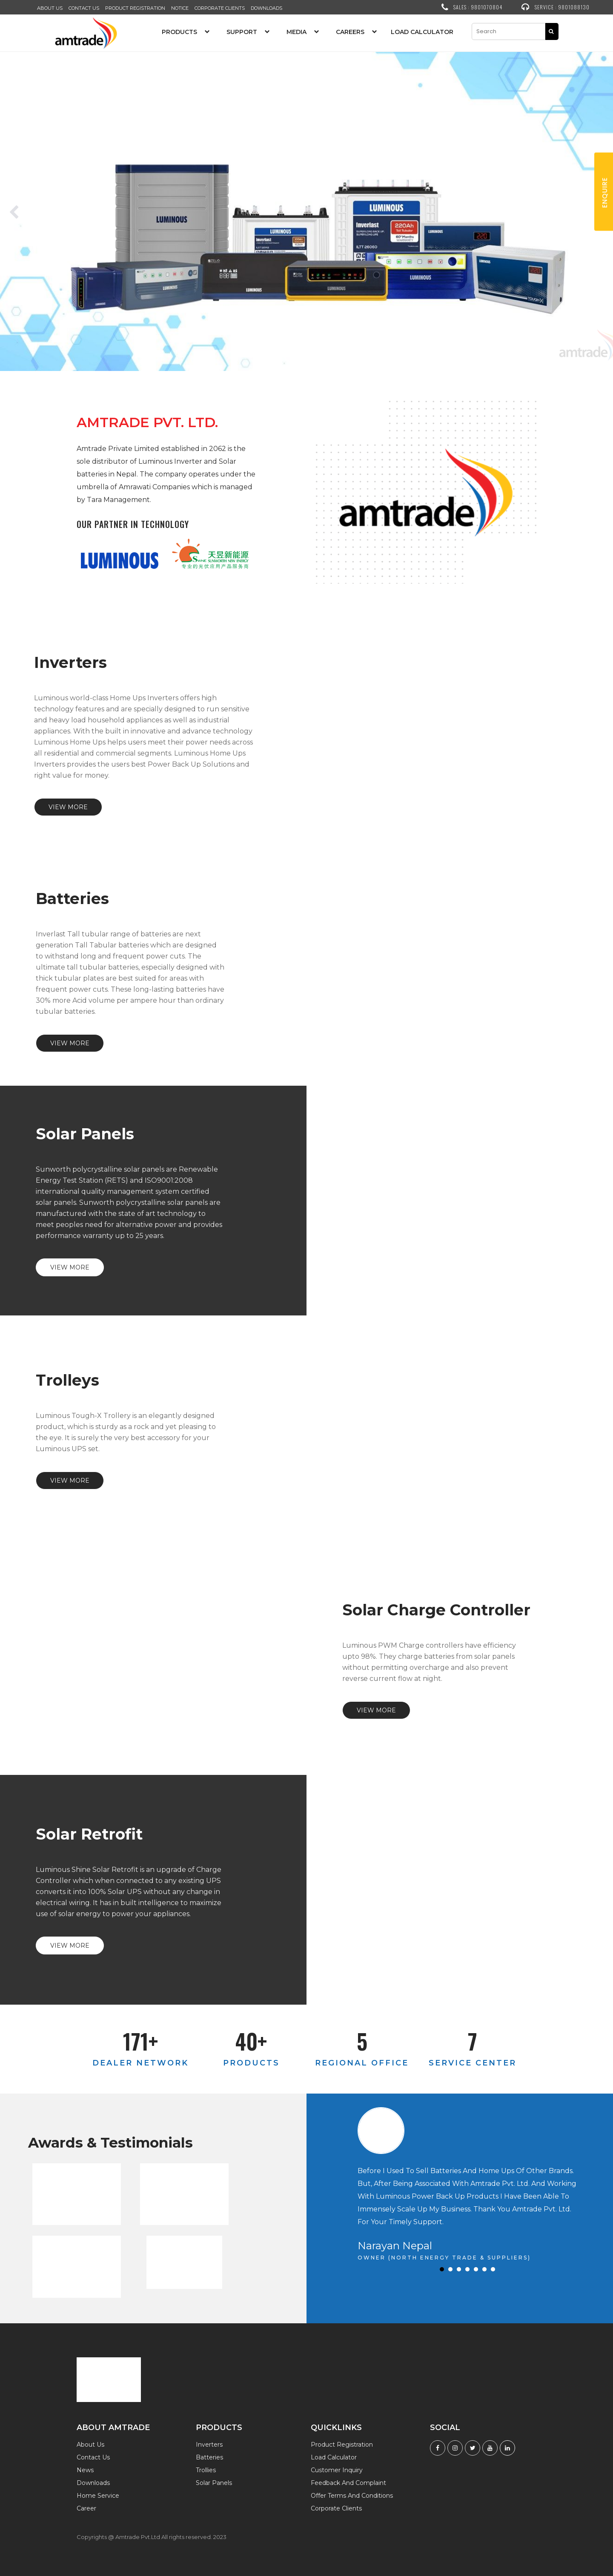 ABOUT US CONTACT US PRODUCT REGISTRATION NOTICE CORPORATE CLIENTS DOWNLOADS
SALES: 9801070804 SERVICE: 9801088130
amtrade
PRODUCTS SUPPORT MEDIA CAREERS LOAD CALCULATOR
Search
ENQUIRE
LUMINOUS
LUMINOUS
LUMINOUS
220Ah
amtrade
AMTRADE PVT. LTD.
Amtrade Private Limited established in 2062 is the
sole distributor of Luminous Inverter and Solar
batteries in Nepal. The company operates under the
umbrella of Amrawati Companies which is managed
by Tara Management.
OUR PARTNER IN TECHNOLOGY
LUMINOUS
天昱新能源
专业的光伏应用产品服务商
amtrade
Inverters
Luminous world-class Home Ups Inverters offers high
technology features and are specially designed to run sensitive
and heavy load household appliances as well as industrial
appliances. With the built in innovative and advance technology
Luminous Home Ups helps users meet their power needs across
all residential and commercial segments. Luminous Home Ups
Inverters provides the users best Power Back Up Solutions and
right value for money.
VIEW MORE
Batteries
Inverlast Tall tubular range of batteries are next
generation Tall Tabular batteries which are designed
to withstand long and frequent power cuts. The
ultimate tall tubular batteries, especially designed with
thick tubular plates are best suited for areas with
frequent power cuts. These long-lasting batteries have
30% more Acid volume per ampere hour than ordinary
tubular batteries.
VIEW MORE
Solar Panels
Sunworth polycrystalline solar panels are Renewable
Energy Test Station (RETS) and ISO9001:2008
international quality management system certified
solar panels. Sunworth polycrystalline solar panels are
manufactured with the state of art technology to
meet peoples need for alternative power and provides
performance warranty up to 25 years.
VIEW MORE
Trolleys
Luminous Tough-X Trollery is an elegantly designed
product, which is sturdy as a rock and yet pleasing to
the eye. It is surely the very best accessory for your
Luminous UPS set.
VIEW MORE
Solar Charge Controller
Luminous PWM Charge controllers have efficiency
upto 98%. They charge batteries from solar panels
without permitting overcharge and also prevent
reverse current flow at night.
VIEW MORE
Solar Retrofit
Luminous Shine Solar Retrofit is an upgrade of Charge
Controller which when connected to any existing UPS
converts it into 100% Solar UPS without any change in
electrical wiring. It has in built intelligence to maximize
use of solar energy to power your appliances.
VIEW MORE
171+ 40+ 5 7
DEALER NETWORK PRODUCTS REGIONAL OFFICE SERVICE CENTER
Awards & Testimonials
Before I Used To Sell Batteries And Home Ups Of Other Brands.
But, After Being Associated With Amtrade Pvt. Ltd. And Working
With Luminous Power Back Up Products I Have Been Able To
Immensely Scale Up My Business. Thank You Amtrade Pvt. Ltd.
For Your Timely Support.
Narayan Nepal
OWNER (NORTH ENERGY TRADE & SUPPLIERS)
ABOUT AMTRADE PRODUCTS QUICKLINKS SOCIAL
About Us Inverters Product Registration
Contact Us Batteries Load Calculator
News Trollies Customer Inquiry
Downloads Solar Panels Feedback And Complaint
Home Service Offer Terms And Conditions
Career Corporate Clients
Copyrights @ Amtrade Pvt.Ltd All rights reserved. 2023